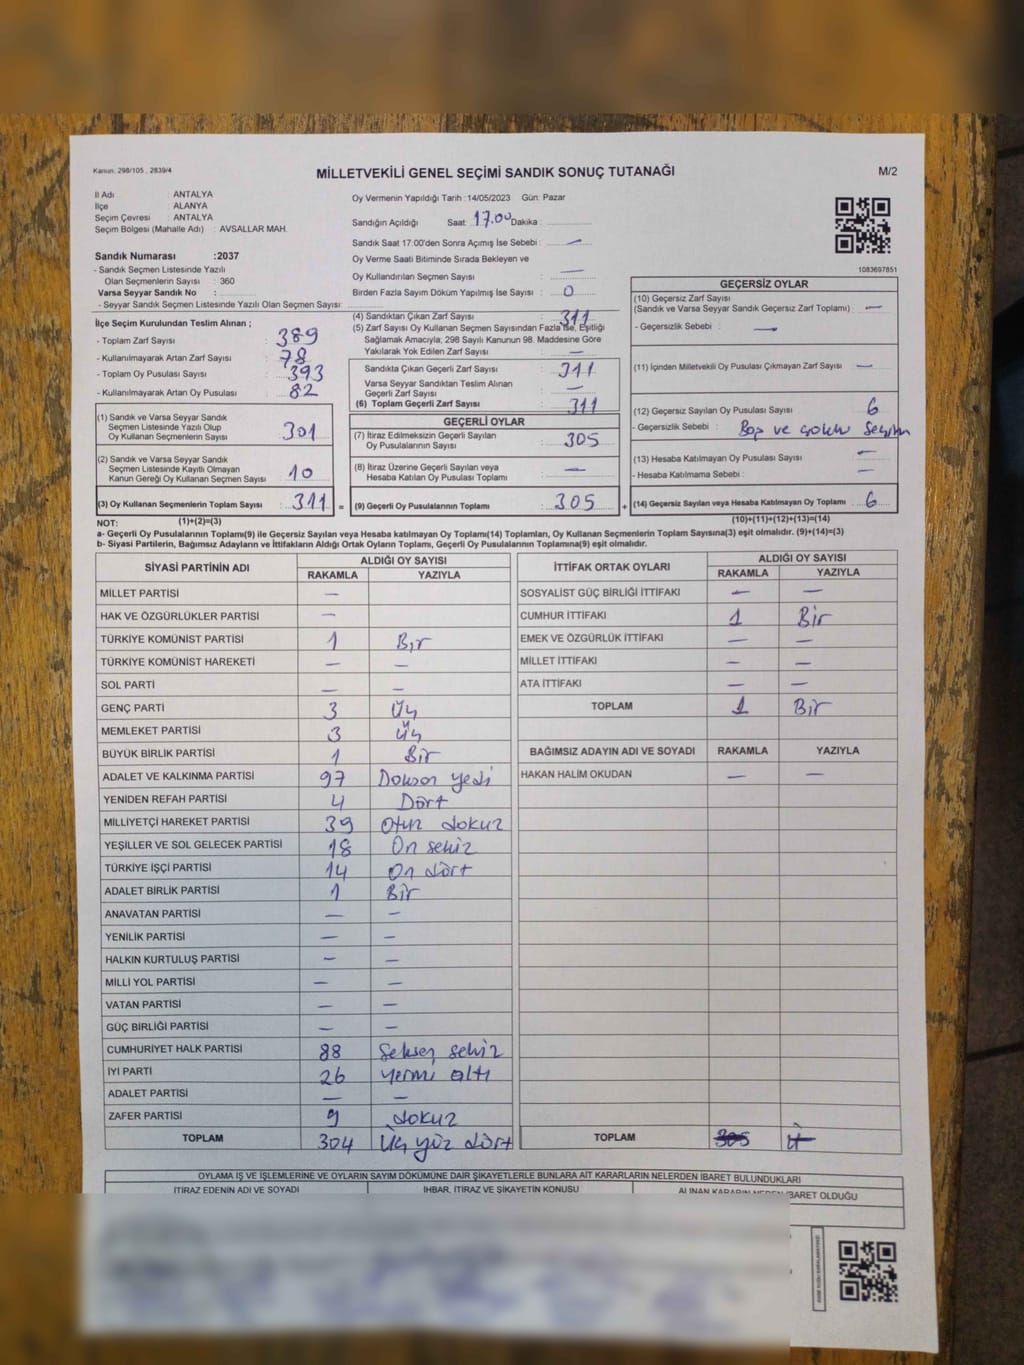 Kanun: 298/105 , 2839/4
MİLLETVEKİLİ GENEL SEÇİMİ SANDIK SONUÇ TUTANAĞI
M/2
İl Adı : ANTALYA
İlçe : ALANYA
Seçim Çevresi : ANTALYA
Seçim Bölgesi (Mahalle Adı) : AVSALLAR MAH.
Sandık Numarası :2037
- Sandık Seçmen Listesinde Yazılı
Olan Seçmenlerin Sayısı : 360
Varsa Seyyar Sandık No :
- Seyyar Sandık Seçmen Listesinde Yazılı Olan Seçmen Sayısı:
Oy Vermenin Yapıldığı Tarih :14/05/2023 Gün: Pazar
Sandığın Açıldığı Saat: 17.00 Dakika :
Sandık Saat 17.00'den Sonra Açımış İse Sebebi : —
Oy Verme Saati Bitiminde Sırada Bekleyen ve
Oy Kullandırılan Seçmen Sayısı : —
Birden Fazla Sayım Döküm Yapılmış İse Sayısı : 0
1083697851
İlçe Seçim Kurulundan Teslim Alınan ;
- Toplam Zarf Sayısı : 389
- Kullanılmayarak Artan Zarf Sayısı : 78
- Toplam Oy Pusulası Sayısı : 393
- Kullanılmayarak Artan Oy Pusulası : 82
(1) Sandık ve Varsa Seyyar Sandık
Seçmen Listesinde Yazılı Olup
Oy Kullanan Seçmenlerin Sayısı : 301
(2) Sandık ve Varsa Seyyar Sandık
Seçmen Listesinde Kayıtlı Olmayan
Kanun Gereği Oy Kullanan Seçmen Sayısı : 10
(3) Oy Kullanan Seçmenlerin Toplam Sayısı : 311 =
(4) Sandıktan Çıkan Zarf Sayısı : 311
(5) Zarf Sayısı Oy Kullanan Seçmen Sayısından Fazla İse, Eşitliği
Sağlamak Amacıyla; 298 Sayılı Kanunun 98. Maddesine Göre
Yakılarak Yok Edilen Zarf Sayısı : —
Sandıkta Çıkan Geçerli Zarf Sayısı : 311
Varsa Seyyar Sandıktan Teslim Alınan
Geçerli Zarf Sayısı : —
(6) Toplam Geçerli Zarf Sayısı : 311
GEÇERLİ OYLAR
(7) İtiraz Edilmeksizin Geçerli Sayılan
Oy Pusulalarının Sayısı : 305
(8) İtiraz Üzerine Geçerli Sayılan veya
Hesaba Katılan Oy Pusulası Toplamı : —
(9) Geçerli Oy Pusulalarının Toplamı : 305 +
GEÇERSİZ OYLAR
(10) Geçersiz Zarf Sayısı
(Sandık ve Varsa Seyyar Sandık Geçersiz Zarf Toplamı) : —
- Geçersizlik Sebebi : —
(11) İçinden Milletvekili Oy Pusulası Çıkmayan Zarf Sayısı : —
(12) Geçersiz Sayılan Oy Pusulası Sayısı : 6
- Geçersizlik Sebebi : Boş ve çoklu Seçim
(13) Hesaba Katılmayan Oy Pusulası Sayısı : —
- Hesaba Katılmama Sebebi : —
(14) Geçersiz Sayılan veya Hesaba Katılmayan Oy Toplamı : 6
NOT: (1)+(2)=(3) (10)+(11)+(12)+(13)=(14)
a- Geçerli Oy Pusulalarının Toplamı(9) ile Geçersiz Sayılan veya Hesaba katılmayan Oy Toplamı(14) Toplamları, Oy Kullanan Seçmenlerin Toplam Sayısına(3) eşit olmalıdır. (9)+(14)=(3)
b- Siyasi Partilerin, Bağımsız Adayların ve İttifakların Aldığı Ortak Oyların Toplamı, Geçerli Oy Pusulalarının Toplamına(9) eşit olmalıdır.
SİYASİ PARTİNİN ADI ALDIĞI OY SAYISI
RAKAMLA YAZIYLA
MİLLET PARTİSİ —
HAK VE ÖZGÜRLÜKLER PARTİSİ —
TÜRKİYE KOMÜNİST PARTİSİ 1 Bir
TÜRKİYE KOMÜNİST HAREKETİ — —
SOL PARTİ — —
GENÇ PARTİ 3 Üç
MEMLEKET PARTİSİ 3 Üç
BÜYÜK BİRLİK PARTİSİ 1 Bir
ADALET VE KALKINMA PARTİSİ 97 Doksan yedi
YENİDEN REFAH PARTİSİ 4 Dört
MİLLİYETÇİ HAREKET PARTİSİ 39 Otuz dokuz
YEŞİLLER VE SOL GELECEK PARTİSİ 18 On sekiz
TÜRKİYE İŞÇİ PARTİSİ 14 On dört
ADALET BİRLİK PARTİSİ 1 Bir
ANAVATAN PARTİSİ — —
YENİLİK PARTİSİ — —
HALKIN KURTULUŞ PARTİSİ — —
MİLLİ YOL PARTİSİ — —
VATAN PARTİSİ — —
GÜÇ BİRLİĞİ PARTİSİ — —
CUMHURİYET HALK PARTİSİ 88 Seksen sekiz
İYİ PARTİ 26 yirmi altı
ADALET PARTİSİ — —
ZAFER PARTİSİ 9 dokuz
TOPLAM 304 Üç yüz dört
İTTİFAK ORTAK OYLARI ALDIĞI OY SAYISI
RAKAMLA YAZIYLA
SOSYALİST GÜÇ BİRLİĞİ İTTİFAKI — —
CUMHUR İTTİFAKI 1 Bir
EMEK VE ÖZGÜRLÜK İTTİFAKI — —
MİLLET İTTİFAKI — —
ATA İTTİFAKI — —
TOPLAM 1 Bir
BAĞIMSIZ ADAYIN ADI VE SOYADI RAKAMLA YAZIYLA
HAKAN HALİM OKUDAN — —
TOPLAM 305
OYLAMA İŞ VE İŞLEMLERİNE VE OYLARIN SAYIM DÖKÜMÜNE DAİR ŞİKAYETLERLE BUNLARA AİT KARARLARIN NELERDEN İBARET BULUNDUKLARI
İTİRAZ EDENİN ADI VE SOYADI İHBAR, İTİRAZ VE ŞİKAYETİN KONUSU ALINAN KARARIN NEDEN İBARET OLDUĞU